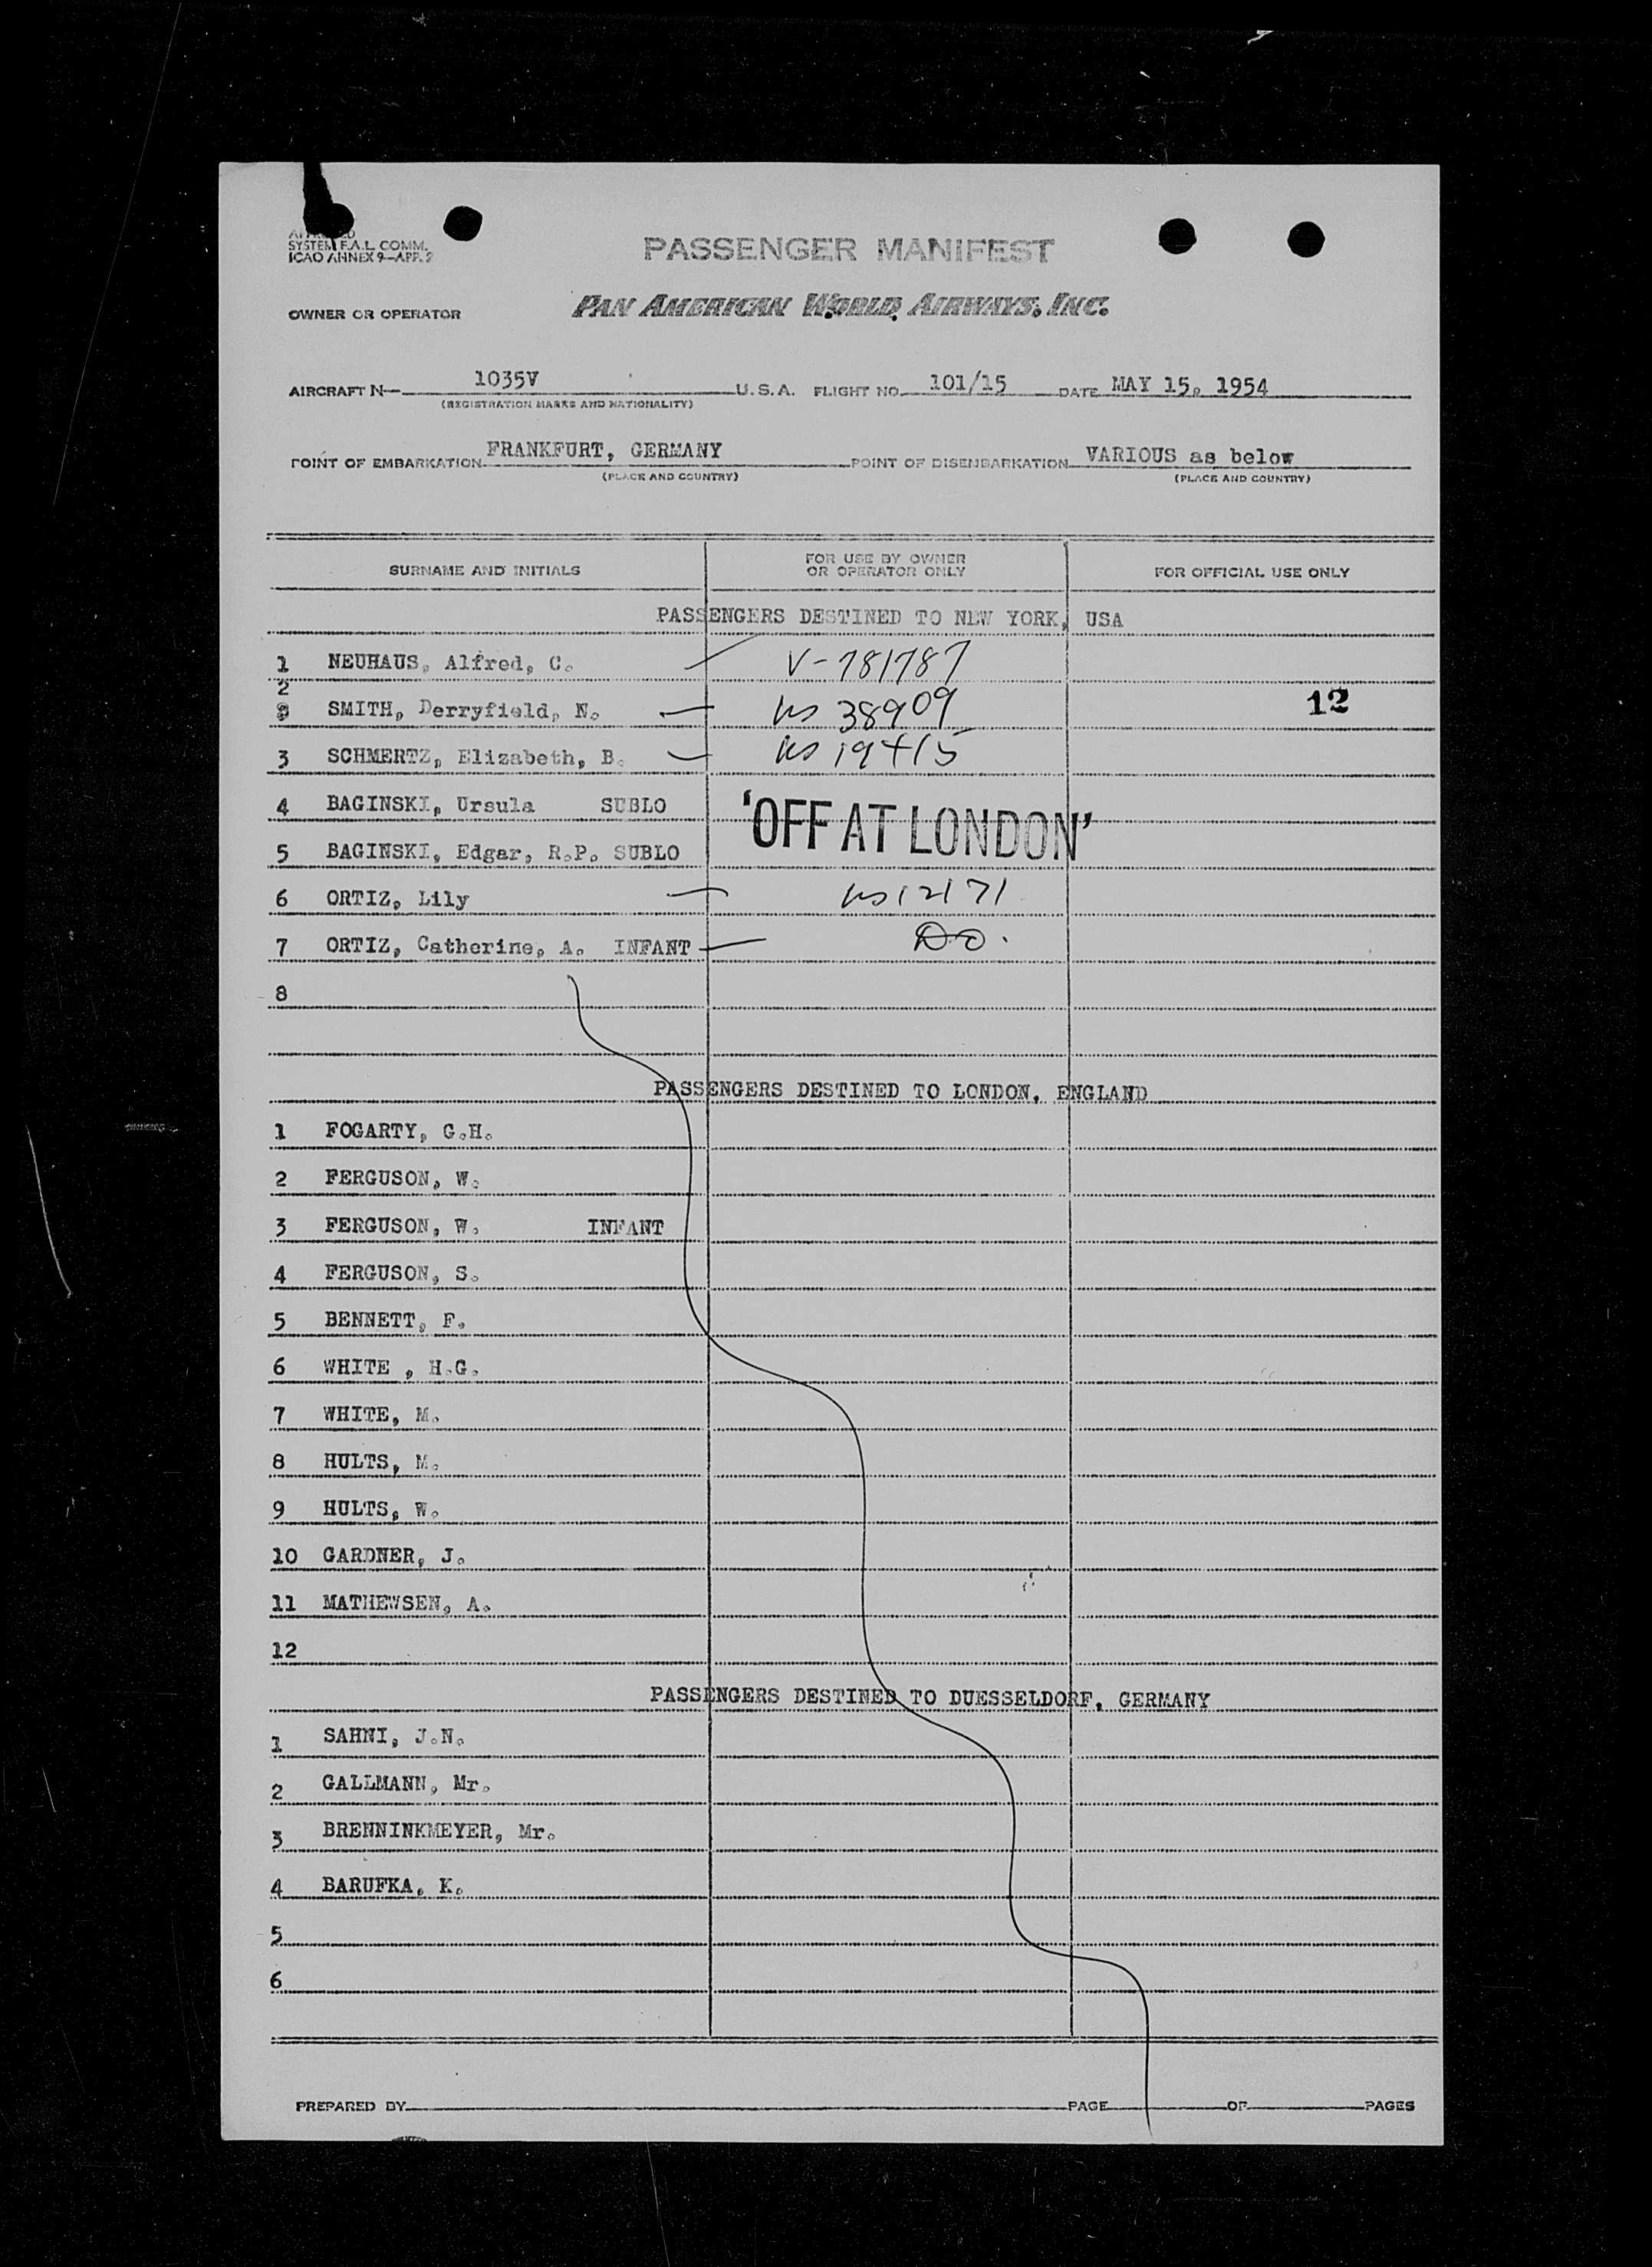 SYSTEM F.A.L. COMM.
ICAO ANNEX 9—APP. 2
PASSENGER MANIFEST
OWNER OR OPERATOR PAN AMERICAN WORLD AIRWAYS, INC.
AIRCRAFT N— 1035V U.S.A. FLIGHT NO. 101/15 DATE MAY 15, 1954
(REGISTRATION MARKS AND NATIONALITY)
POINT OF EMBARKATION FRANKFURT, GERMANY POINT OF DISEMBARKATION VARIOUS as below
(PLACE AND COUNTRY) (PLACE AND COUNTRY)
SURNAME AND INITIALS FOR USE BY OWNER OR OPERATOR ONLY FOR OFFICIAL USE ONLY
PASSENGERS DESTINED TO NEW YORK, USA
1 NEUHAUS, Alfred, C. V-781787
2 SMITH, Derryfield, N. 38909 12
3 SCHMERTZ, Elizabeth, B. 19415
4 BAGINSKI, Ursula SUBLO
'OFF AT LONDON'
5 BAGINSKI, Edgar, R.P. SUBLO
6 ORTIZ, Lily 12171
7 ORTIZ, Catherine, A. INFANT DO.
8
PASSENGERS DESTINED TO LONDON, ENGLAND
1 FOGARTY, G.H.
2 FERGUSON, W.
3 FERGUSON, W. INFANT
4 FERGUSON, S.
5 BENNETT, F.
6 WHITE , H.G.
7 WHITE, M.
8 HULTS, M.
9 HULTS, W.
10 GARDNER, J.
11 MATHEWSEN, A.
12
PASSENGERS DESTINED TO DUESSELDORF, GERMANY
1 SAHNI, J.N.
2 GALLMANN, Mr.
3 BRENNINKMEYER, Mr.
4 BARUFKA, K.
5
6
PREPARED BY PAGE OF PAGES